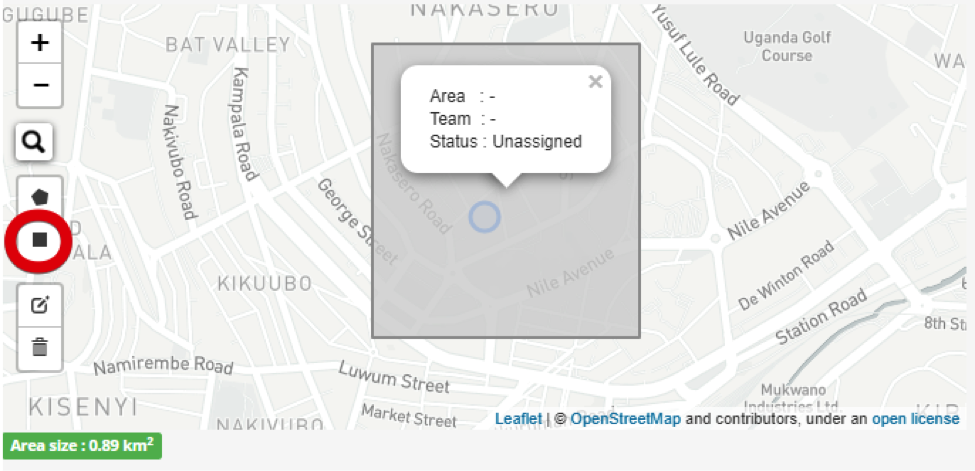 GUGUBE
NAKASERO
+
BAT VALLEY
Yusuf Lule Road
Uganda Golf
Course
WA
−
Kampala Road
Nakivubo Road
×
Area : -
Team : -
Status : Unassigned
Nakasero Road
George Street
Nile Avenue
D
ALA
KIKUUBO
Nile Avenue
De Winton Road
Station Road
8th St
Namirembe Road
Luwum Street
Mukwano
Industries Ltd
KISENYI
Market Street
NAKIVUBO
Leaflet | © OpenStreetMap and contributors, under an open license
Area size : 0.89 km²